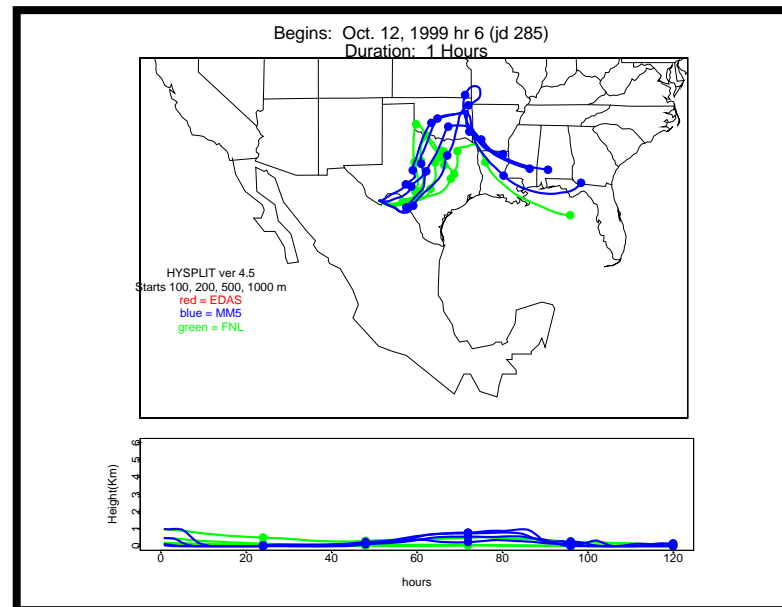 Begins:  Oct. 12, 1999 hr 6 (jd 285)
Duration:  1 Hours
HYSPLIT ver 4.5
Starts 100, 200, 500, 1000 m
red = EDAS
blue = MM5
green = FNL
Height(Km)
6
5
4
3
2
1
0
0 20 40 60 80 100 120
hours